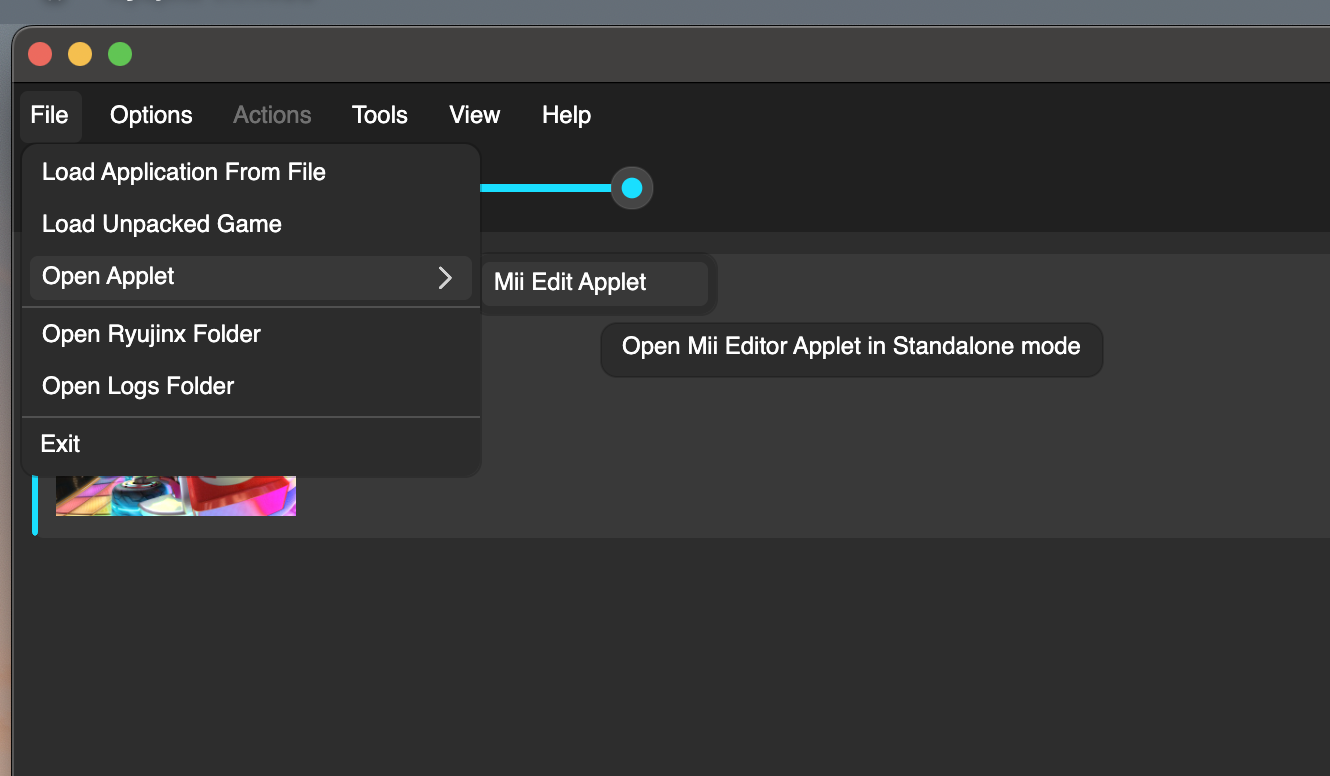 File Options Actions Tools View Help
Load Application From File
Load Unpacked Game
Open Applet
Mii Edit Applet
Open Mii Editor Applet in Standalone mode
Open Ryujinx Folder
Open Logs Folder
Exit